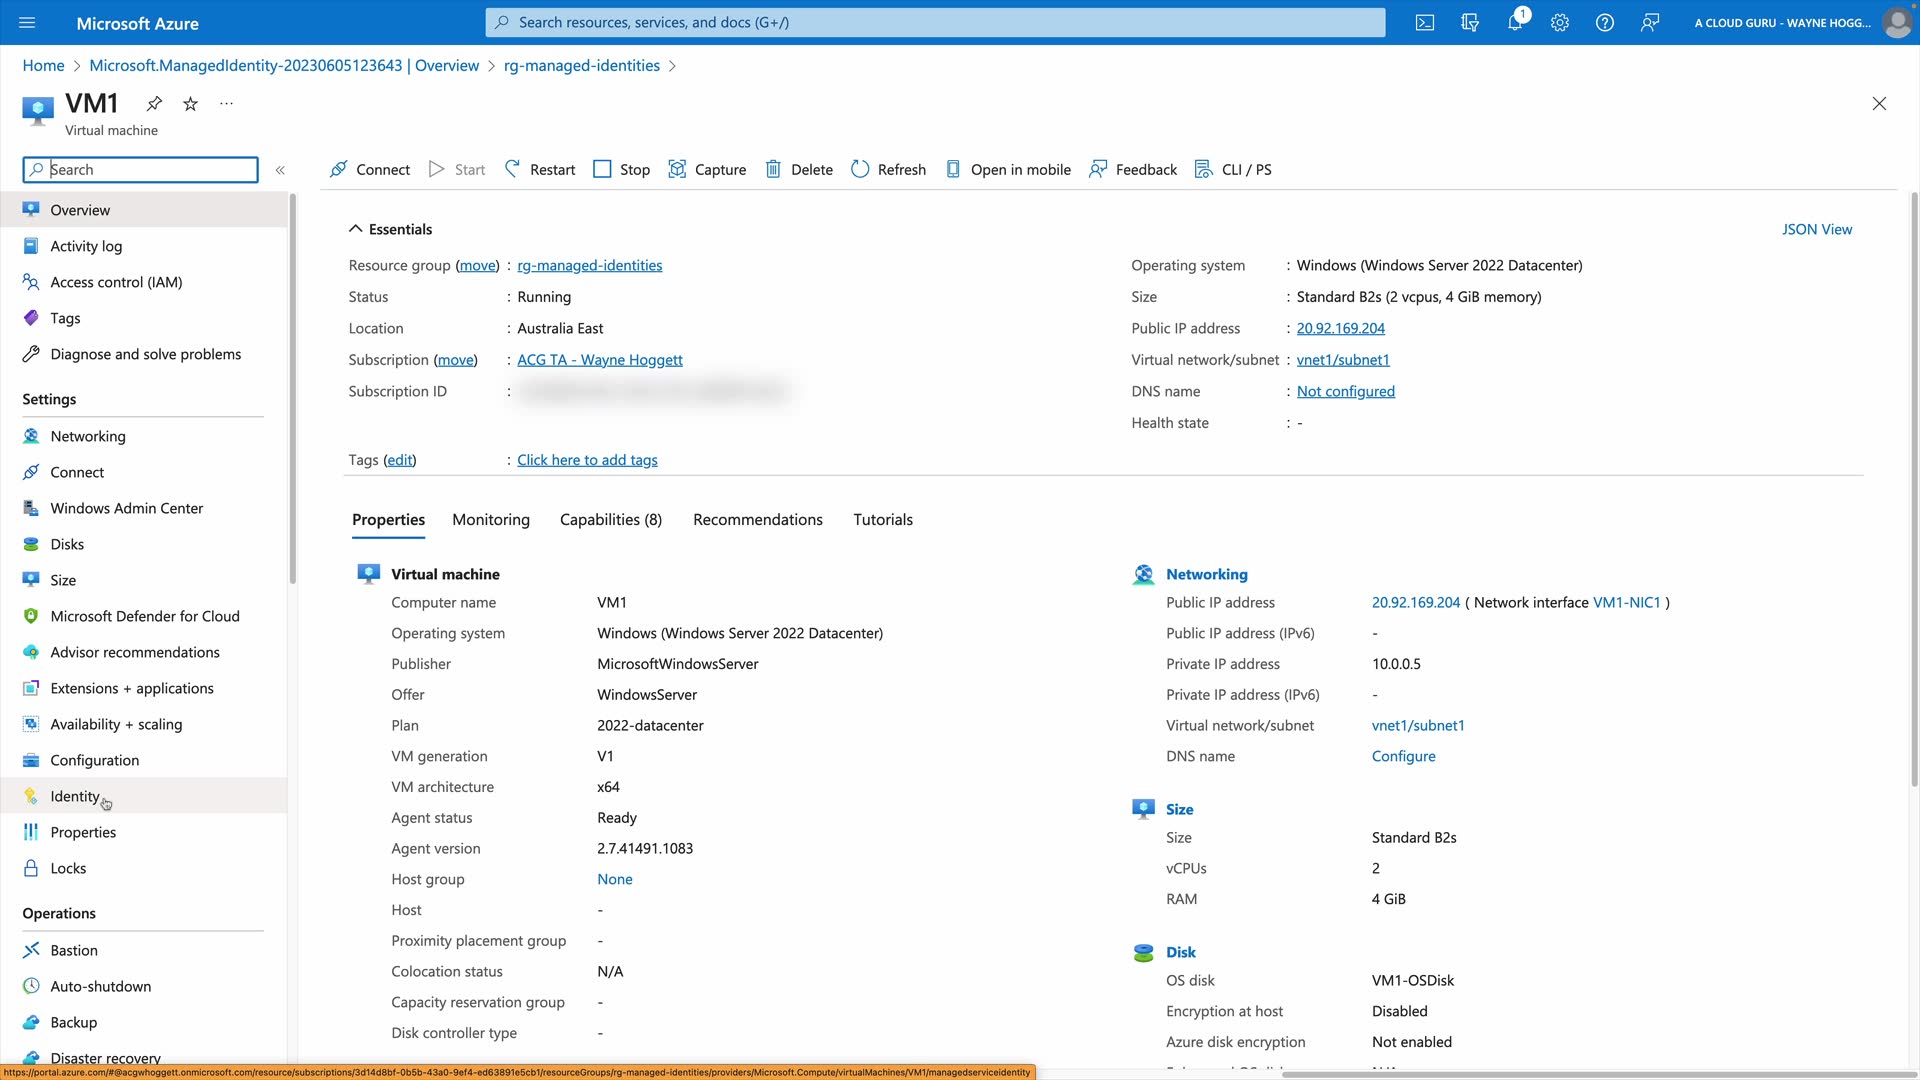 Microsoft Azure
Search resources, services, and docs (G+/)
1
A CLOUD GURU - WAYNE HOGG...
Home > Microsoft.ManagedIdentity-20230605123643 | Overview > rg-managed-identities >
VM1
Virtual machine
Search
Connect
Start
Restart
Stop
Capture
Delete
Refresh
Open in mobile
Feedback
CLI / PS
Overview
Activity log
Access control (IAM)
Tags
Diagnose and solve problems
Settings
Networking
Connect
Windows Admin Center
Disks
Size
Microsoft Defender for Cloud
Advisor recommendations
Extensions + applications
Availability + scaling
Configuration
Identity
Properties
Locks
Operations
Bastion
Auto-shutdown
Backup
Disaster recovery
Essentials
JSON View
Resource group (move) : rg-managed-identities
Status : Running
Location : Australia East
Subscription (move) : ACG TA - Wayne Hoggett
Subscription ID :
Tags (edit) : Click here to add tags
Operating system : Windows (Windows Server 2022 Datacenter)
Size : Standard B2s (2 vcpus, 4 GiB memory)
Public IP address : 20.92.169.204
Virtual network/subnet : vnet1/subnet1
DNS name : Not configured
Health state : -
Properties
Monitoring
Capabilities (8)
Recommendations
Tutorials
Virtual machine
Computer name VM1
Operating system Windows (Windows Server 2022 Datacenter)
Publisher MicrosoftWindowsServer
Offer WindowsServer
Plan 2022-datacenter
VM generation V1
VM architecture x64
Agent status Ready
Agent version 2.7.41491.1083
Host group None
Host -
Proximity placement group -
Colocation status N/A
Capacity reservation group -
Disk controller type -
Networking
Public IP address 20.92.169.204 ( Network interface VM1-NIC1 )
Public IP address (IPv6) -
Private IP address 10.0.0.5
Private IP address (IPv6) -
Virtual network/subnet vnet1/subnet1
DNS name Configure
Size
Size Standard B2s
vCPUs 2
RAM 4 GiB
Disk
OS disk VM1-OSDisk
Encryption at host Disabled
Azure disk encryption Not enabled
https://portal.azure.com/#@acgwhoggett.onmicrosoft.com/resource/subscriptions/3d14d8bf-0b5b-43a0-9ef4-ed63891e5cb1/resourceGroups/rg-managed-identities/providers/Microsoft.Compute/virtualMachines/VM1/managedserviceidentity